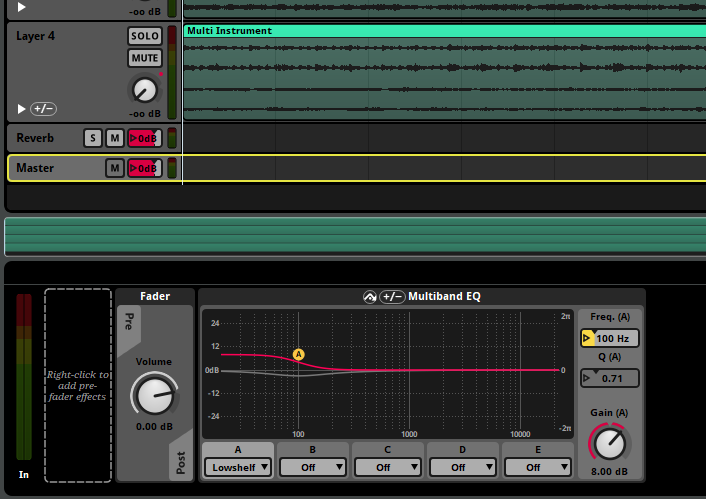 -oo dB
Multi Instrument
Layer 4
SOLO
MUTE
+/-
-oo dB
Reverb
S
M
0dB
Master
M
0dB
Fader
+/-
Multiband EQ
Pre
Right-click to
add pre-
fader effects
Volume
0.00 dB
Post
In
24
12
0dB
-12
-24
100
1000
10000
2π
0
-2π
A
Freq. (A)
100 Hz
Q (A)
0.71
Gain (A)
8.00 dB
A
B
C
D
E
Lowshelf
Off
Off
Off
Off